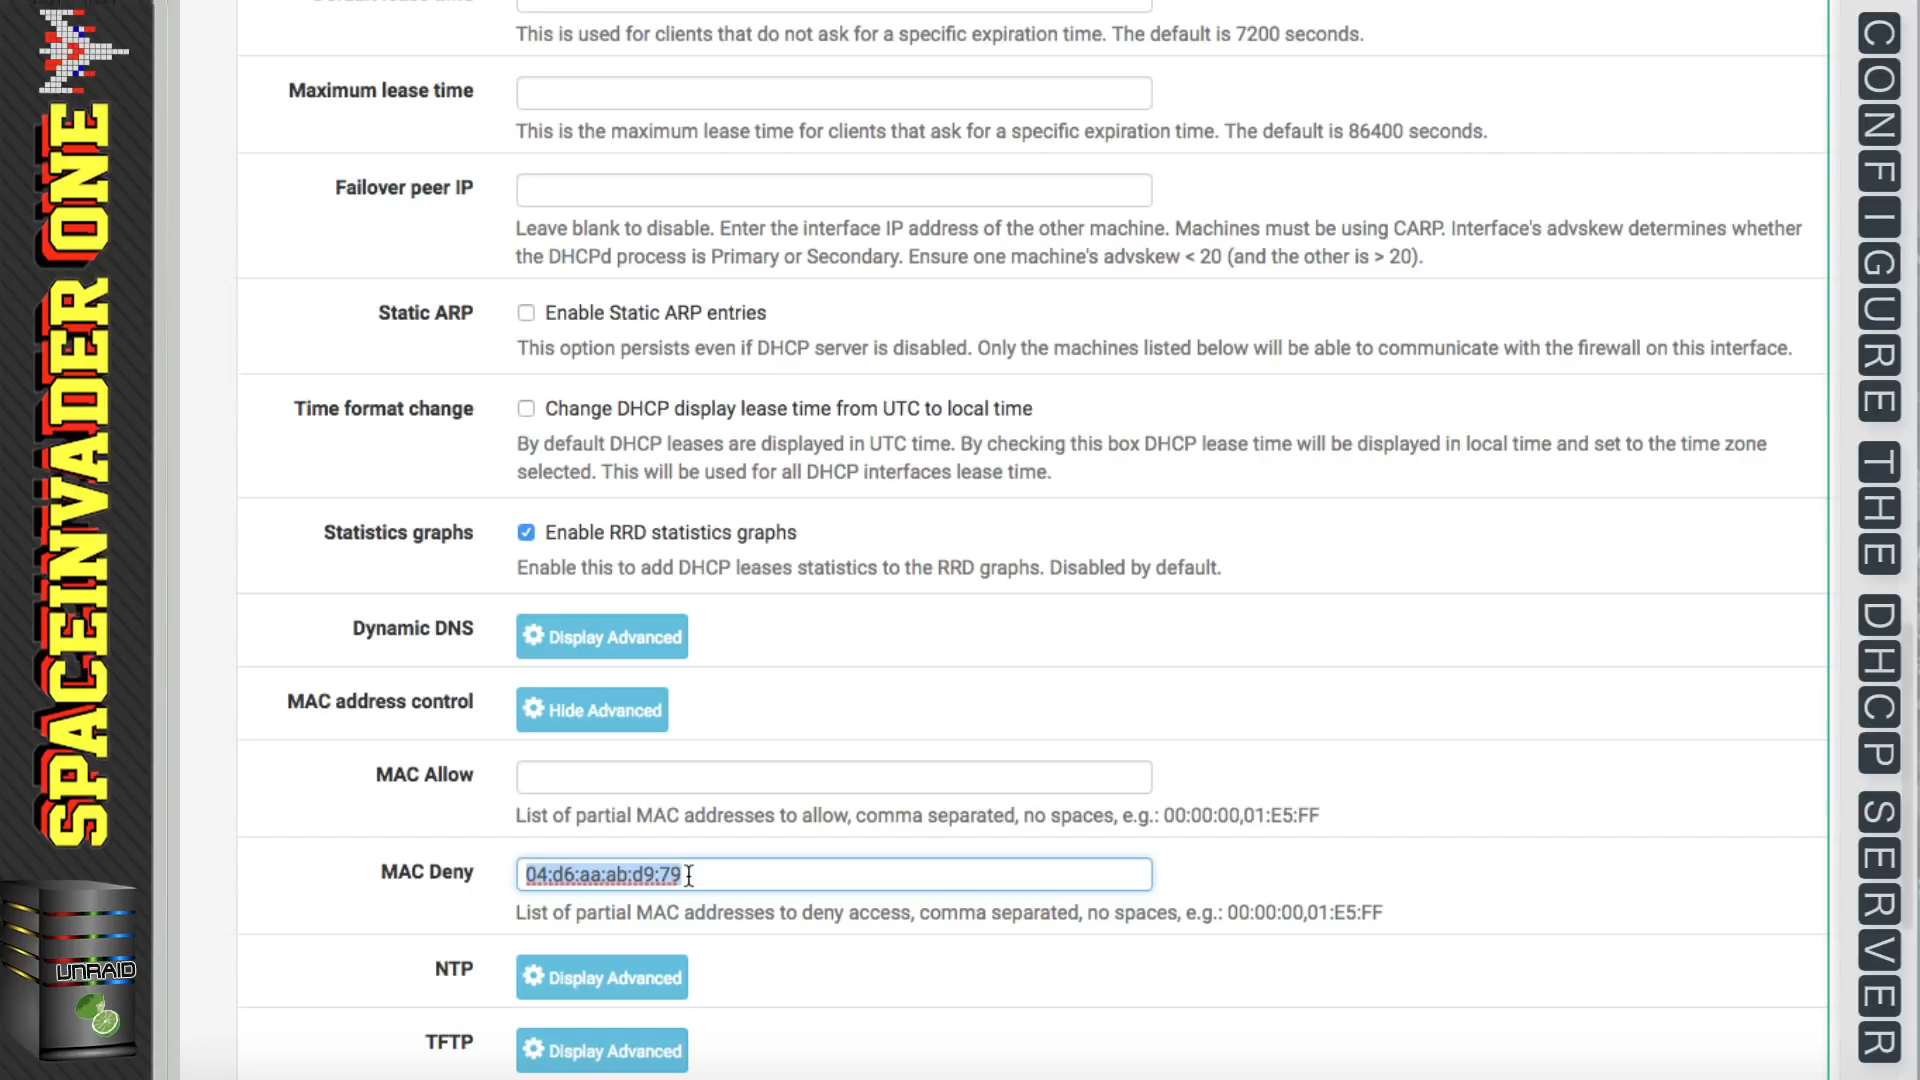 SPACEINVADER ONE
UNRAID
This is used for clients that do not ask for a specific expiration time. The default is 7200 seconds.
Maximum lease time
This is the maximum lease time for clients that ask for a specific expiration time. The default is 86400 seconds.
Failover peer IP
Leave blank to disable. Enter the interface IP address of the other machine. Machines must be using CARP. Interface's advskew determines whether
the DHCPd process is Primary or Secondary. Ensure one machine's advskew < 20 (and the other is > 20).
Static ARP
Enable Static ARP entries
This option persists even if DHCP server is disabled. Only the machines listed below will be able to communicate with the firewall on this interface.
Time format change
Change DHCP display lease time from UTC to local time
By default DHCP leases are displayed in UTC time. By checking this box DHCP lease time will be displayed in local time and set to the time zone
selected. This will be used for all DHCP interfaces lease time.
Statistics graphs
Enable RRD statistics graphs
Enable this to add DHCP leases statistics to the RRD graphs. Disabled by default.
Dynamic DNS
Display Advanced
MAC address control
Hide Advanced
MAC Allow
List of partial MAC addresses to allow, comma separated, no spaces, e.g.: 00:00:00,01:E5:FF
MAC Deny
04:d6:aa:ab:d9:79
List of partial MAC addresses to deny access, comma separated, no spaces, e.g.: 00:00:00,01:E5:FF
NTP
Display Advanced
TFTP
Display Advanced
CONFIGURE THE DHCP SERVER